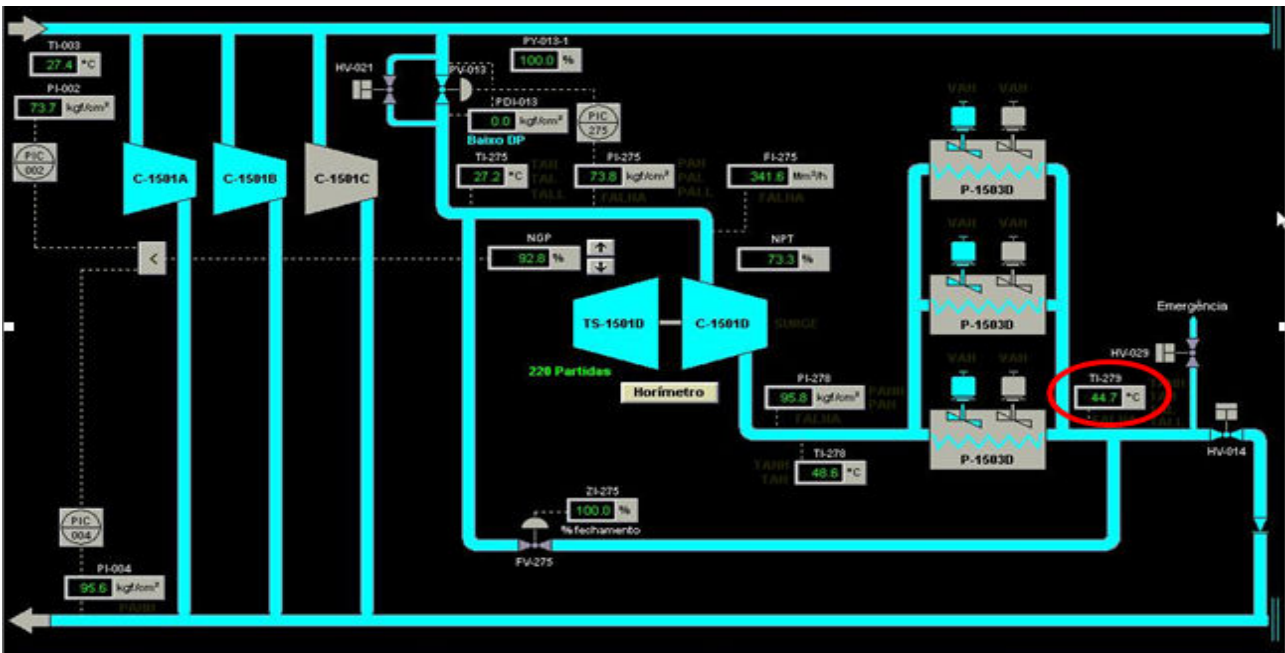 TI-003
27.4 °C
PI-002
73.7 kgf/cm²
PIC
002
C-1501A
C-1501B
C-1501C
HV-021
PV-013
PY-013-1
100.0 %
PDI-013
0.0 kgf/cm²
Baixo DP
PIC
275
TI-275
27.2 °C
TAH
TAL
TALL
PI-275
73.8 kgf/cm²
FALHA
PAH
PAL
PALL
FI-275
341.6 Mm³/h
FALHA
<
NGP
92.8 %
NPT
73.3 %
TS-1501D
C-1501D
SURGE
220 Partidas
Horímetro
VAH VAH
P-1503D
VAH VAH
P-1503D
VAH VAH
P-1503D
Emergência
HV-029
TI-279
44.7 °C
FALHA
TAHH
TALL
HV-014
PI-278
95.8 kgf/cm²
FALHA
PAHH
PAH
TI-278
48.6 °C
TAHH
TAH
ZI-275
100.0 %
% fechamento
FV-275
PIC
004
PI-004
95.6 kgf/cm²
PAHH